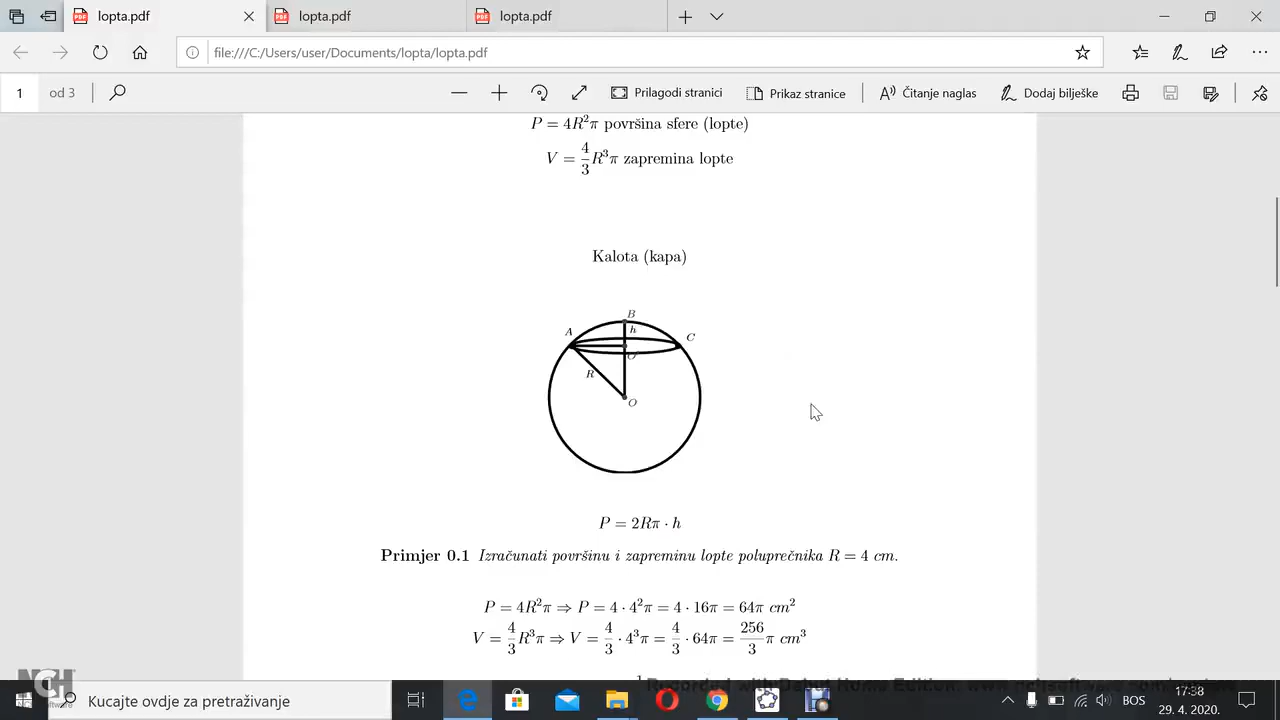 lopta.pdf
lopta.pdf
lopta.pdf
file:///C:/Users/user/Documents/lopta/lopta.pdf
1 od 3 Prilagodi stranici Prikaz stranice Čitanje naglas Dodaj bilješke
P = 4R²π površina sfere (lopte)
V = 4/3 R³π zapremina lopte
Kalota (kapa)
B
h
A
C
O'
R
O
P = 2Rπ · h
Primjer 0.1 Izračunati površinu i zapreminu lopte poluprečnika R = 4 cm.
P = 4R²π ⇒ P = 4 · 4²π = 4 · 16π = 64π cm²
V = 4/3 R³π ⇒ V = 4/3 · 4³π = 4/3 · 64π = 256/3 π cm³
NCH
Kucajte ovdje za pretraživanje
BOS
17:38
29. 4. 2020.